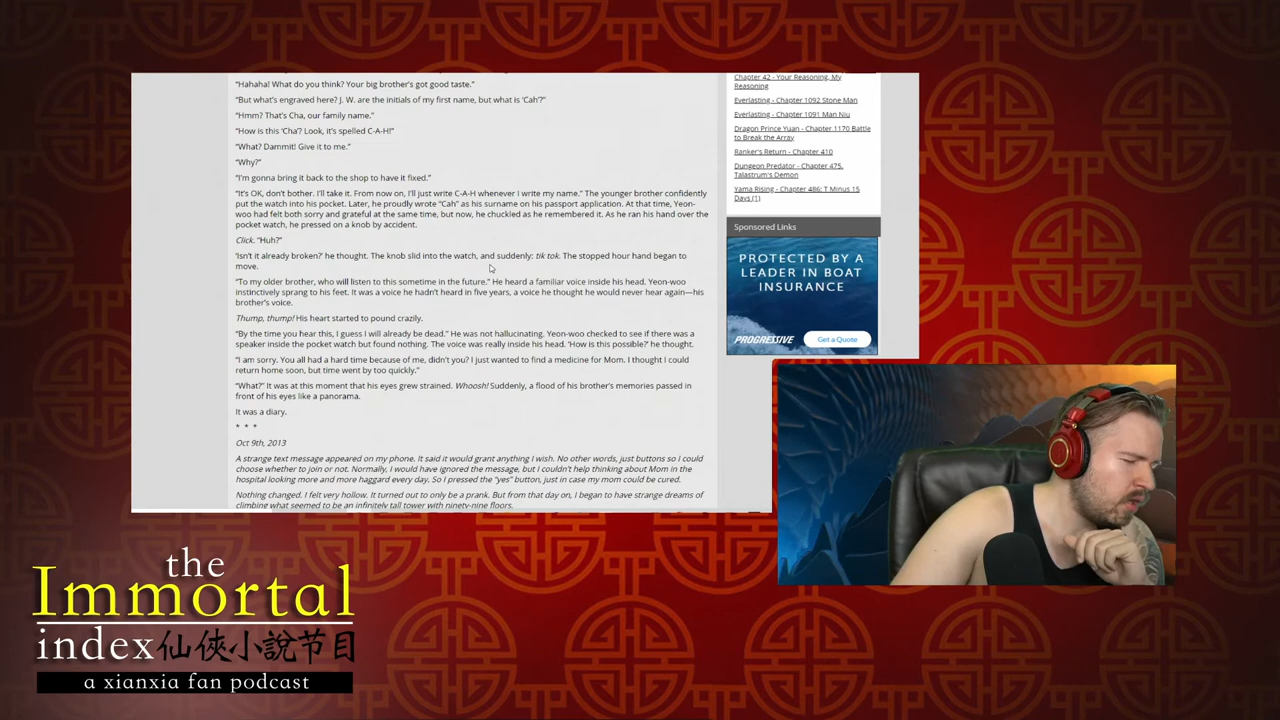 "Hahaha! What do you think? Your big brother's got good taste."
"But what's engraved here? J. W. are the initials of my first name, but what is 'Cah'?"
"Hmm? That's Cha, our family name."
"How is this 'Cha'? Look, it's spelled C-A-H!"
"What? Dammit! Give it to me."
"Why?"
"I'm gonna bring it back to the shop to have it fixed."
"It's OK, don't bother. I'll take it. From now on, I'll just write C-A-H whenever I write my name." The younger brother confidently
put the watch into his pocket. Later, he proudly wrote "Cah" as his surname on his passport application. At that time, Yeon-
woo had felt both sorry and grateful at the same time, but now, he chuckled as he remembered it. As he ran his hand over the
pocket watch, he pressed on a knob by accident.
Click. "Huh?"
'Isn't it already broken?' he thought. The knob slid into the watch, and suddenly: tik tok. The stopped hour hand began to
move.
"To my older brother, who will listen to this sometime in the future." He heard a familiar voice inside his head. Yeon-woo
instinctively sprang to his feet. It was a voice he hadn't heard in five years, a voice he thought he would never hear again—his
brother's voice.
Thump, thump! His heart started to pound crazily.
"By the time you hear this, I guess I will already be dead." He was not hallucinating. Yeon-woo checked to see if there was a
speaker inside the pocket watch but found nothing. The voice was really inside his head. 'How is this possible?' he thought.
"I am sorry. You all had a hard time because of me, didn't you? I just wanted to find a medicine for Mom. I thought I could
return home soon, but time went by too quickly."
"What?" It was at this moment that his eyes grew strained. Whoosh! Suddenly, a flood of his brother's memories passed in
front of his eyes like a panorama.
It was a diary.
* * *
Oct 9th, 2013
A strange text message appeared on my phone. It said it would grant anything I wish. No other words, just buttons so I could
choose whether to join or not. Normally, I would have ignored the message, but I couldn't help thinking about Mom in the
hospital looking more and more haggard every day. So I pressed the "yes" button, just in case my mom could be cured.
Nothing changed. I felt very hollow. It turned out to only be a prank. But from that day on, I began to have strange dreams of
climbing what seemed to be an infinitely tall tower with ninety-nine floors.
Chapter 42 - Your Reasoning, My
Reasoning
Everlasting - Chapter 1092 Stone Man
Everlasting - Chapter 1091 Man Niu
Dragon Prince Yuan - Chapter 1170 Battle
to Break the Array
Ranker's Return - Chapter 410
Dungeon Predator - Chapter 475,
Talastrum's Demon
Yama Rising - Chapter 486: T Minus 15
Days (1)
Sponsored Links
PROTECTED BY A
LEADER IN BOAT
INSURANCE
PROGRESSIVE
Get a Quote
the
Immortal
index仙俠小說节目
a xianxia fan podcast